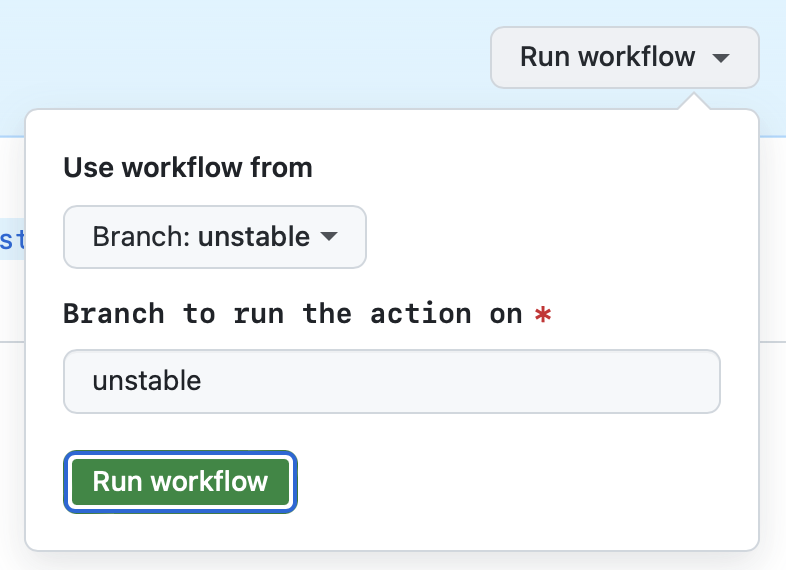 Run workflow
Use workflow from
Branch: unstable
st
Branch to run the action on *
unstable
Run workflow